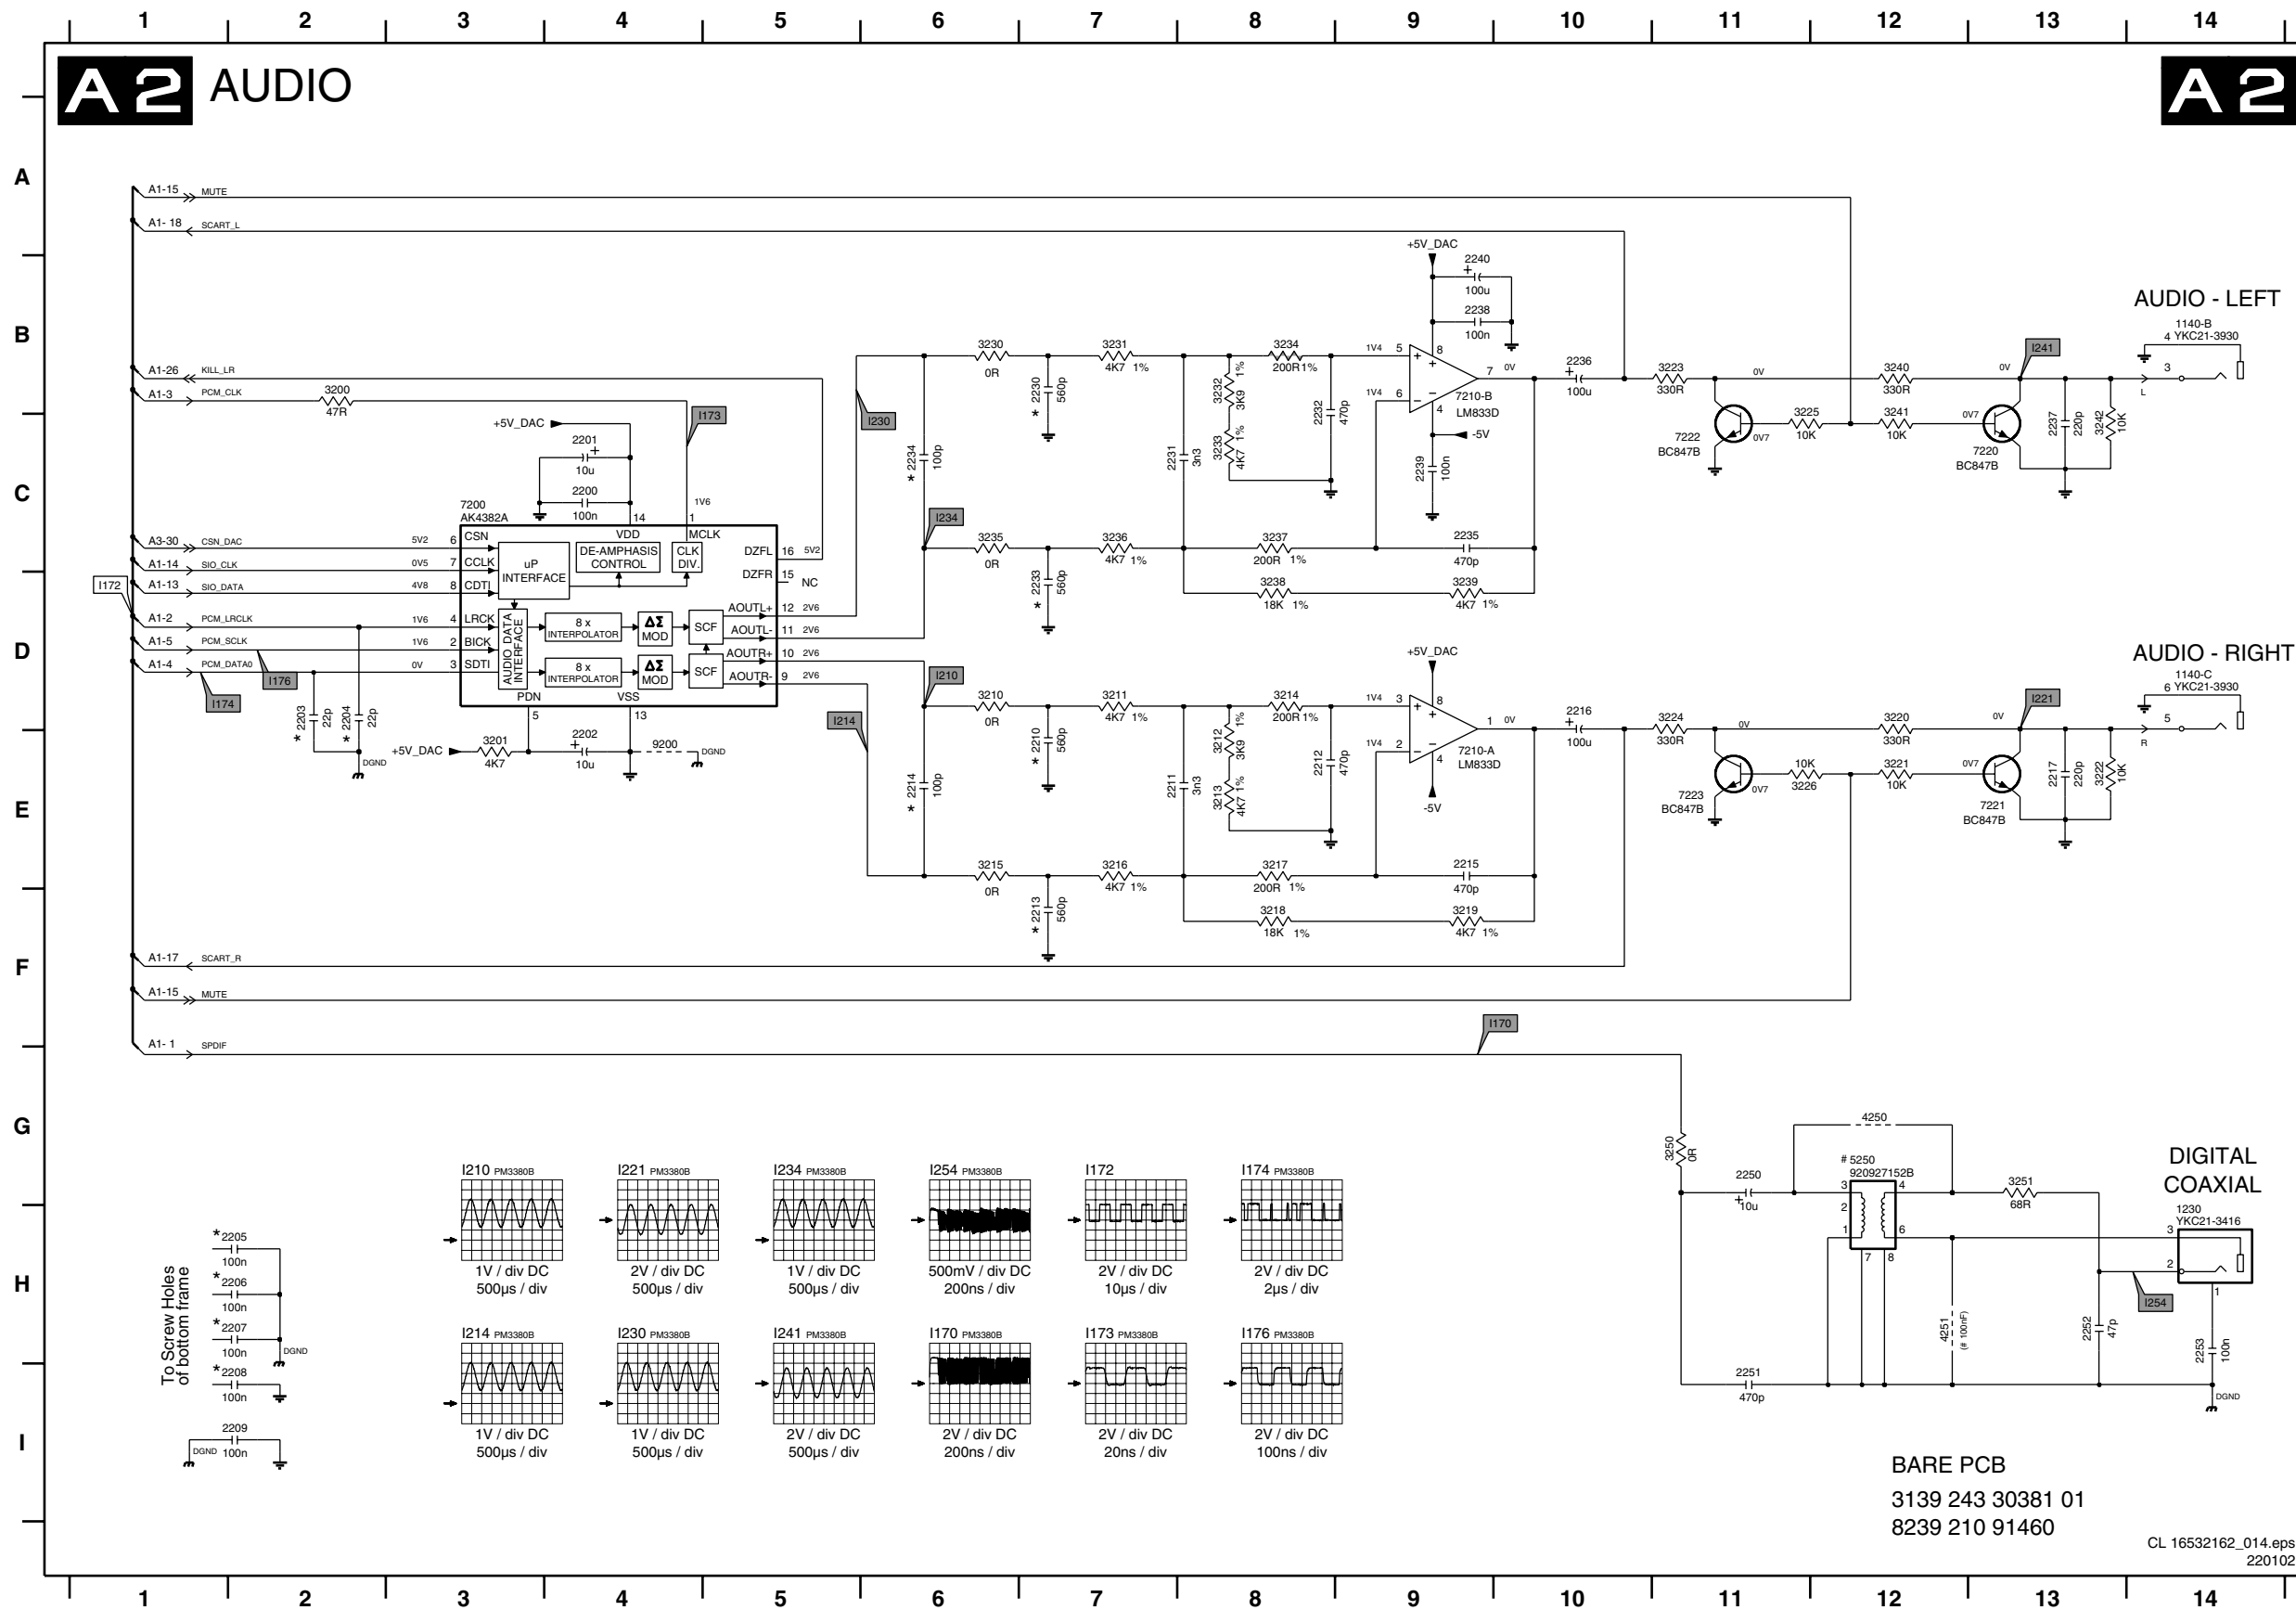 1 2 3 4 5 6 7 8 9 10 11 12 13 14
A 2 AUDIO
A 2
A
B
C
D
E
F
G
H
I
A1-15 MUTE
A1- 18 SCART_L
A1-26 KILL_LR
A1-3 PCM_CLK
3200
47R
I173
+5V_DAC
2201
+
10u
2200
100n
14
1V6
1
7200
AK4382A
A3-30 CSN_DAC 5V2 6 CSN
A1-14 SIO_CLK 0V5 7 CCLK
A1-13 SIO_DATA 4V8 8 CDTI
I172
A1-2 PCM_LRCLK 1V6 4 LRCK
A1-5 PCM_SCLK 1V6 2 BICK
A1-4 PCM_DATA0 0V 3 SDTI
I176
I174
uP
INTERFACE
VDD
DE-AMPHASIS
CONTROL
MCLK
CLK
DIV.
DZFL 16 5V2
DZFR 15
NC
AUDIO DATA
INTERFACE
8 x
INTERPOLATOR
ΔΣ
MOD
SCF
AOUTL+ 12 2V6
AOUTL- 11 2V6
8 x
INTERPOLATOR
ΔΣ
MOD
SCF
AOUTR+ 10 2V6
AOUTR- 9 2V6
PDN
5
VSS
13
* 2203
22p
* 2204
22p
DGND
+5V_DAC
3201
4K7
2202
+
10u
9200
DGND
I230
I234
I210
I214
3230
0R
3231
4K7 1%
* 2230
560p
* 2234
100p
3235
0R
3236
4K7 1%
* 2233
560p
2231
3n3
3232
3K9 1%
3233
4K7 1%
3234
200R 1%
2232
470p
3237
200R 1%
3238
18K 1%
3239
4K7 1%
2235
470p
+5V_DAC
2240
+
100u
2238
100n
1V4 5
1V4 6
+
+
−
−
8
4
7 0V
7210-B
LM833D
-5V
2239
100n
2236
+
100u
3223
330R
0V
7222
BC847B
0V7
3225
10K
3240
330R
3241
10K
0V
0V7
7220
BC847B
I241
2237
220p
3242
10K
AUDIO - LEFT
1140-B
4 YKC21-3930
3
L
3210
0R
3211
4K7 1%
* 2210
560p
* 2214
100p
3215
0R
3216
4K7 1%
* 2213
560p
2211
3n3
3212
3K9 1%
3213
4K7 1%
3214
200R 1%
2212
470p
3217
200R 1%
3218
18K 1%
3219
4K7 1%
2215
470p
+5V_DAC
1V4 3
1V4 2
+
+
−
−
8
4
1 0V
7210-A
LM833D
-5V
2216
+
100u
3224
330R
0V
7223
BC847B
0V7
10K
3226
3220
330R
3221
10K
0V
0V7
7221
BC847B
I221
2217
220p
3222
10K
AUDIO - RIGHT
1140-C
6 YKC21-3930
5
R
A1-17 SCART_R
A1-15 MUTE
A1- 1 SPDIF
I170
3250
0R
2250
+
10u
4250
# 5250
920927152B
3
2
1
4
6
7
8
3251
68R
DIGITAL
COAXIAL
1230
YKC21-3416
3
2
1
I254
4251
(# 100nF)
2252
47p
2253
100n
2251
470p
DGND
To Screw Holes
of bottom frame
* 2205
100n
* 2206
100n
* 2207
100n
DGND
* 2208
100n
2209
DGND 100n
I210 PM3380B
1V / div DC
500µs / div
I221 PM3380B
2V / div DC
500µs / div
I234 PM3380B
1V / div DC
500µs / div
I254 PM3380B
500mV / div DC
200ns / div
I172
2V / div DC
10µs / div
I174 PM3380B
2V / div DC
2µs / div
I214 PM3380B
1V / div DC
500µs / div
I230 PM3380B
1V / div DC
500µs / div
I241 PM3380B
2V / div DC
500µs / div
I170 PM3380B
2V / div DC
200ns / div
I173 PM3380B
2V / div DC
20ns / div
I176 PM3380B
2V / div DC
100ns / div
BARE PCB
3139 243 30381 01
8239 210 91460
CL 16532162_014.eps
220102
1 2 3 4 5 6 7 8 9 10 11 12 13 14